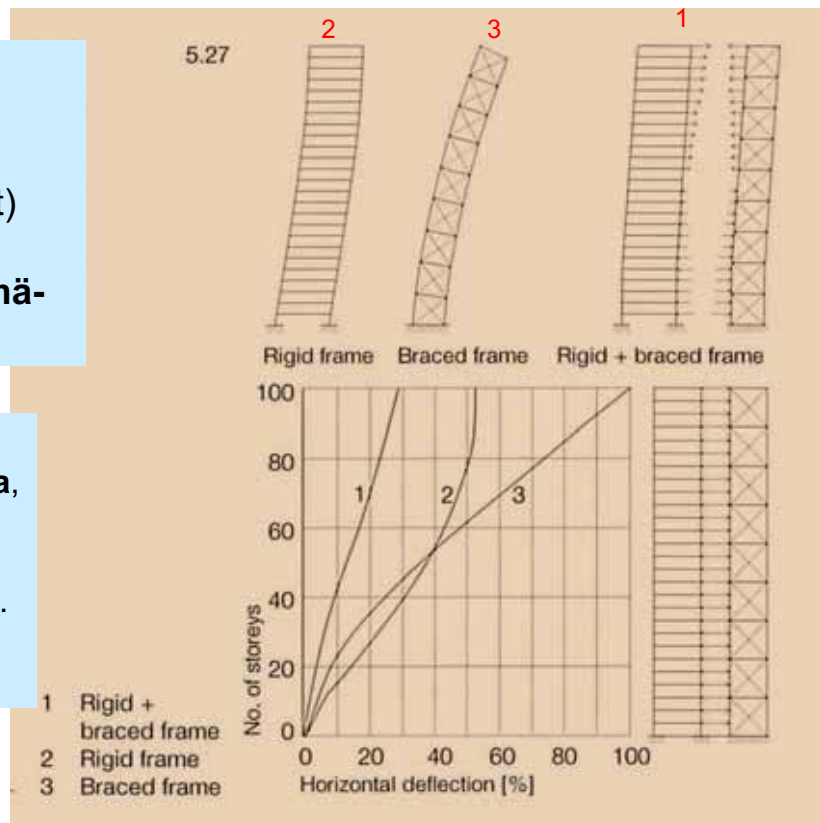 2 3 1
5.27
t)
nä-
a,
.
Rigid frame Braced frame Rigid + braced frame
100
80
60
40
20
0
No. of storeys
1 2 3
0 20 40 60 80 100
Horizontal deflection [%]
1 Rigid +
braced frame
2 Rigid frame
3 Braced frame